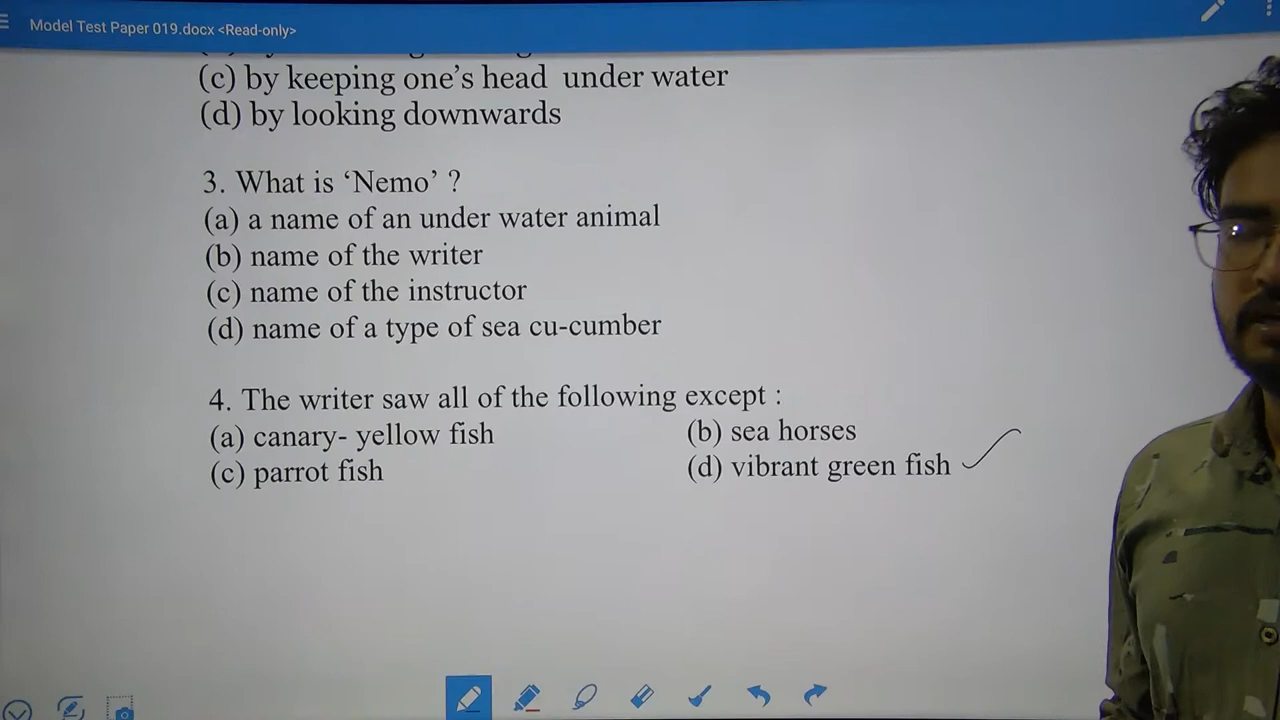 Model Test Paper 019.docx <Read-only>
(c) by keeping one's head under water
(d) by looking downwards
3. What is ‘Nemo’ ?
(a) a name of an under water animal
(b) name of the writer
(c) name of the instructor
(d) name of a type of sea cu-cumber
4. The writer saw all of the following except :
(a) canary- yellow fish (b) sea horses
(c) parrot fish (d) vibrant green fish